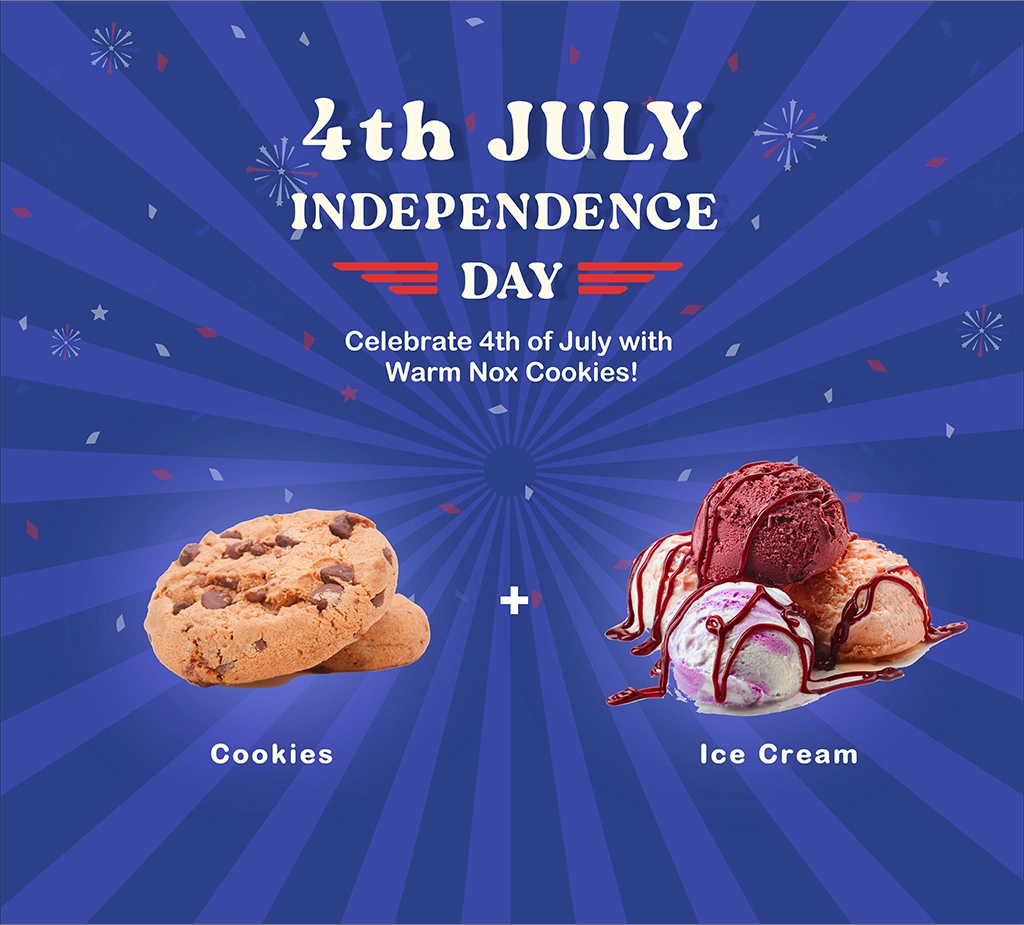 4th JULY
INDEPENDENCE
DAY
Celebrate 4th of July with
Warm Nox Cookies!
+
Cookies
Ice Cream